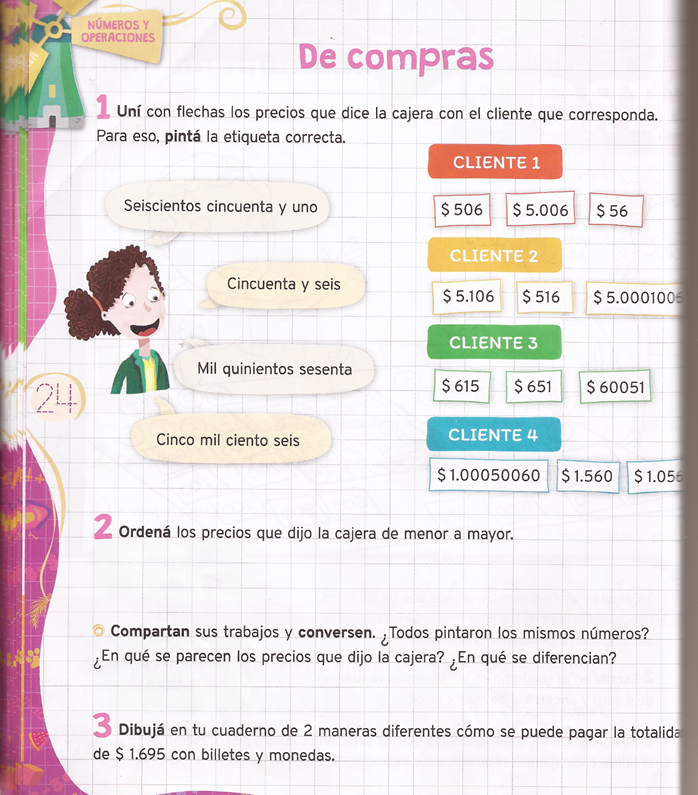 NÚMEROS Y
OPERACIONES
De compras
1 Uní con flechas los precios que dice la cajera con el cliente que corresponda.
Para eso, pintá la etiqueta correcta.
CLIENTE 1
Seiscientos cincuenta y uno
$ 506 $ 5.006 $ 56
CLIENTE 2
Cincuenta y seis
$ 5.106 $ 516 $ 5.000100
CLIENTE 3
Mil quinientos sesenta
$ 615 $ 651 $ 60051
24
CLIENTE 4
Cinco mil ciento seis
$ 1.00050060 $ 1.560 $ 1.056
2 Ordená los precios que dijo la cajera de menor a mayor.
Compartan sus trabajos y conversen. ¿Todos pintaron los mismos números?
¿En qué se parecen los precios que dijo la cajera? ¿En qué se diferencian?
3 Dibujá en tu cuaderno de 2 maneras diferentes cómo se puede pagar la totalida
de $ 1.695 con billetes y monedas.